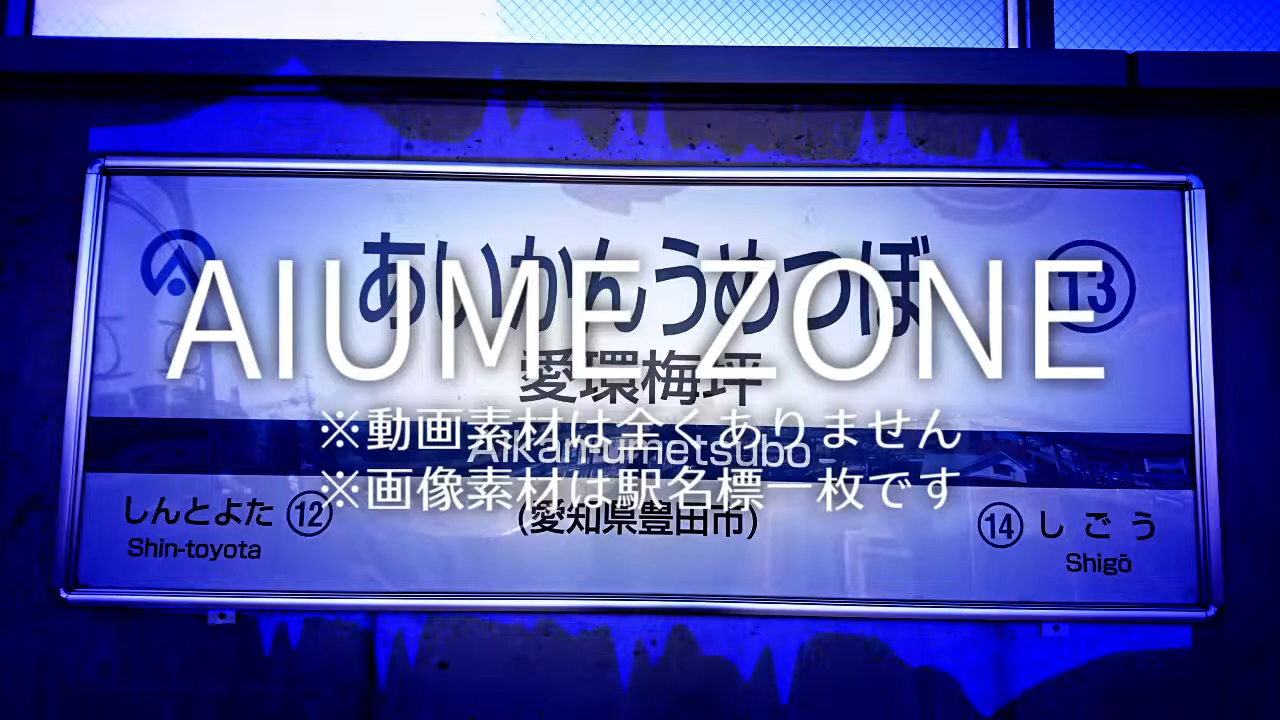 あいかんうめつぼ
13
AIUME ZONE
愛環梅坪
※動画素材は全くありません
Aikan-umetsubo
※画像素材は駅名標一枚です
(愛知県豊田市)
しんとよた 12
Shin-toyota
14 しごう
Shigō